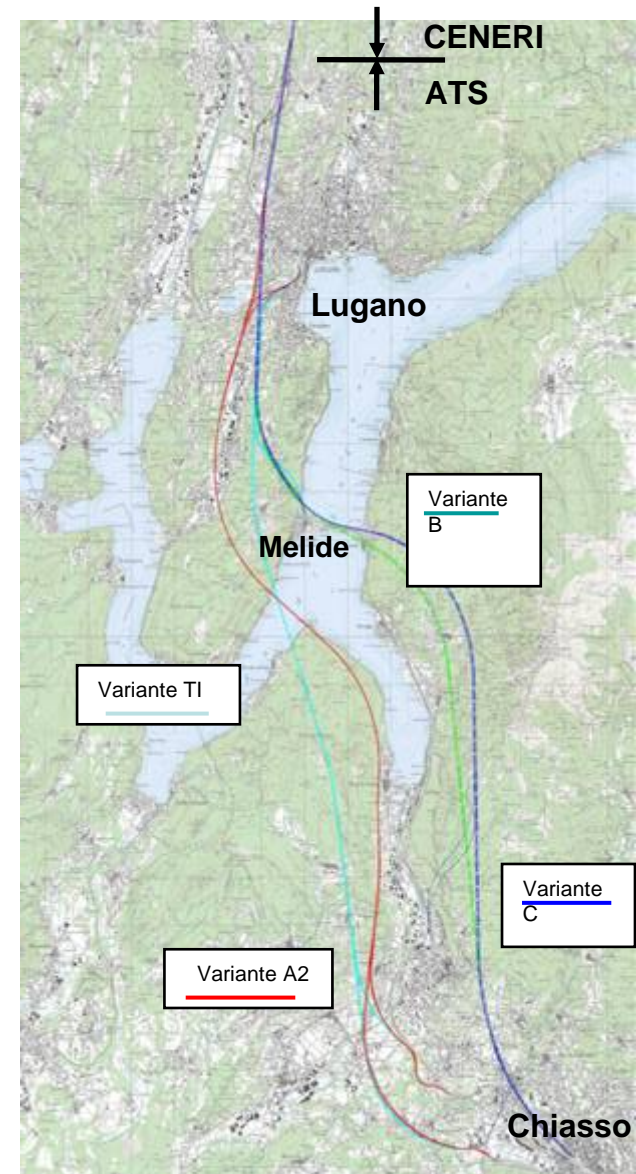 CENERI
ATS
Lugano
Variante
B
Melide
Variante TI
Variante
C
Variante A2
Chiasso